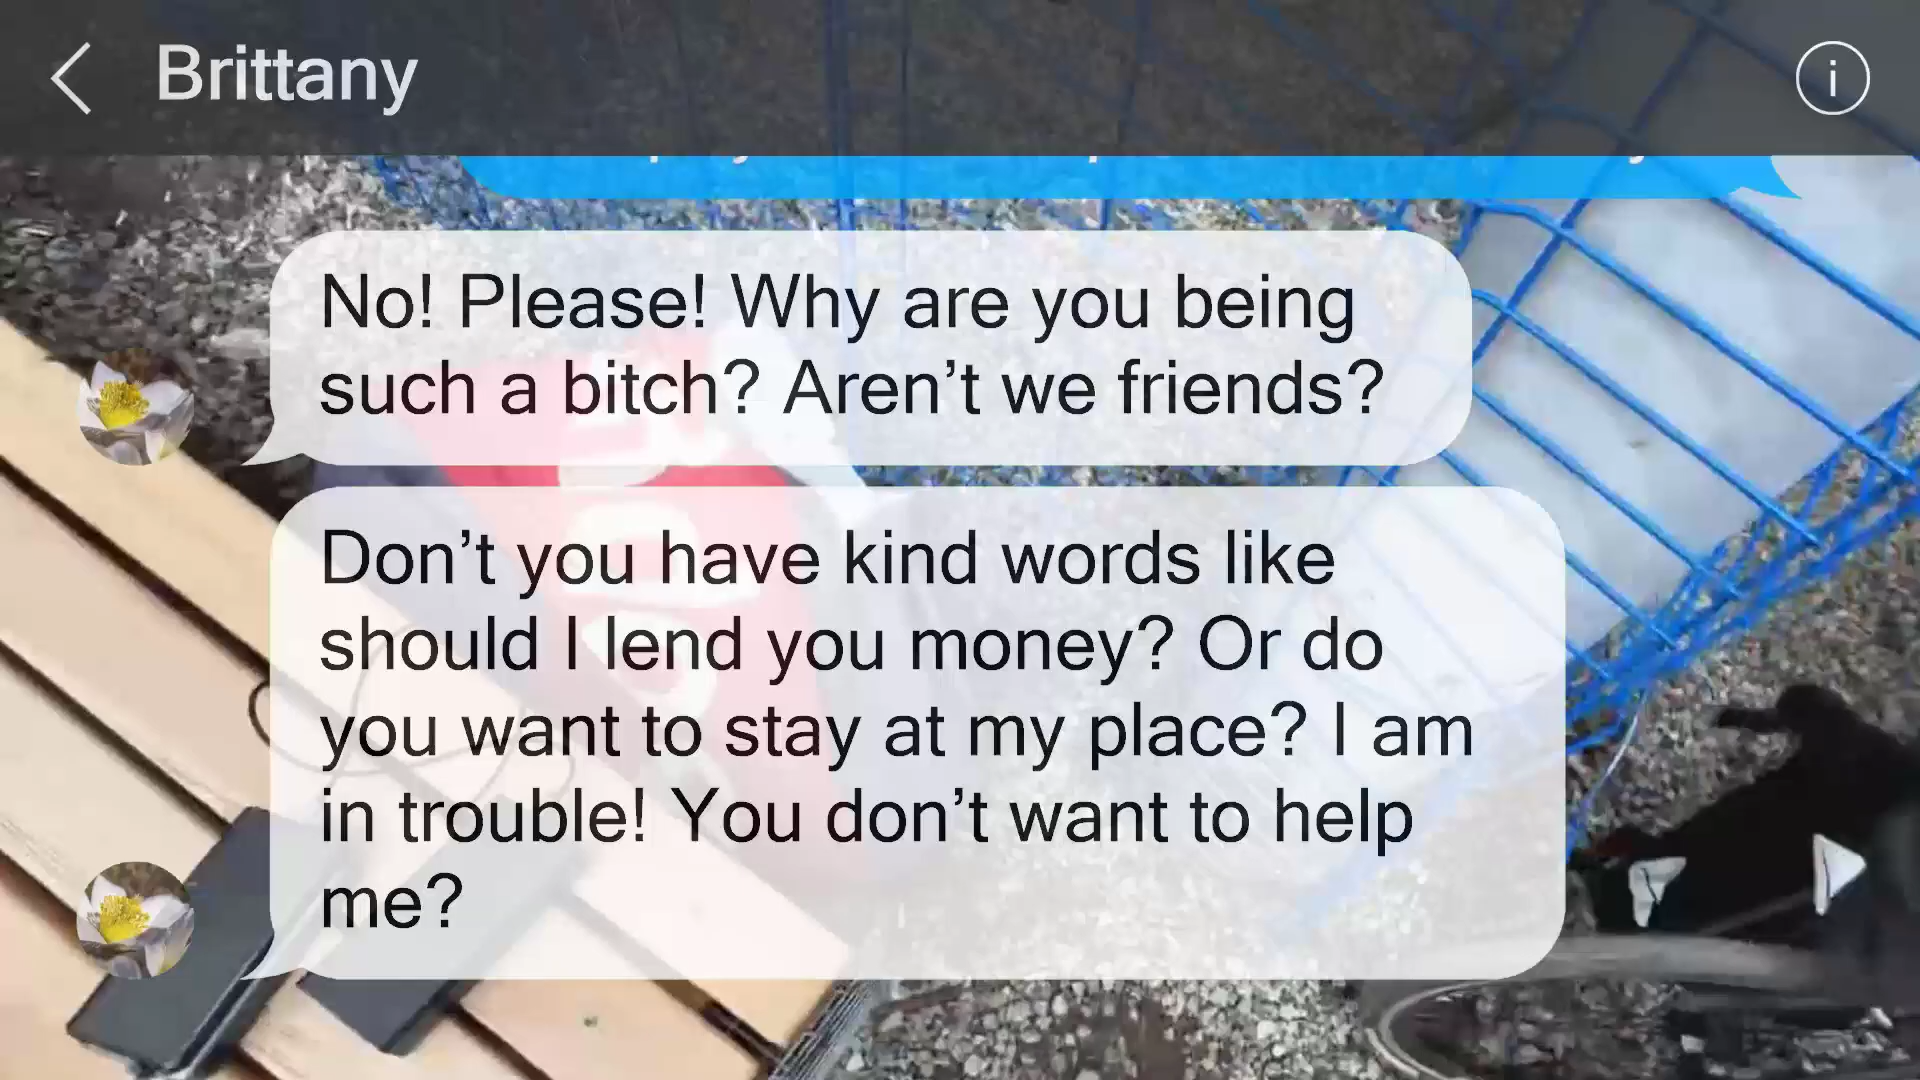 Brittany
No! Please! Why are you being
such a bitch? Aren’t we friends?
Don’t you have kind words like
should I lend you money? Or do
you want to stay at my place? I am
in trouble! You don’t want to help
me?